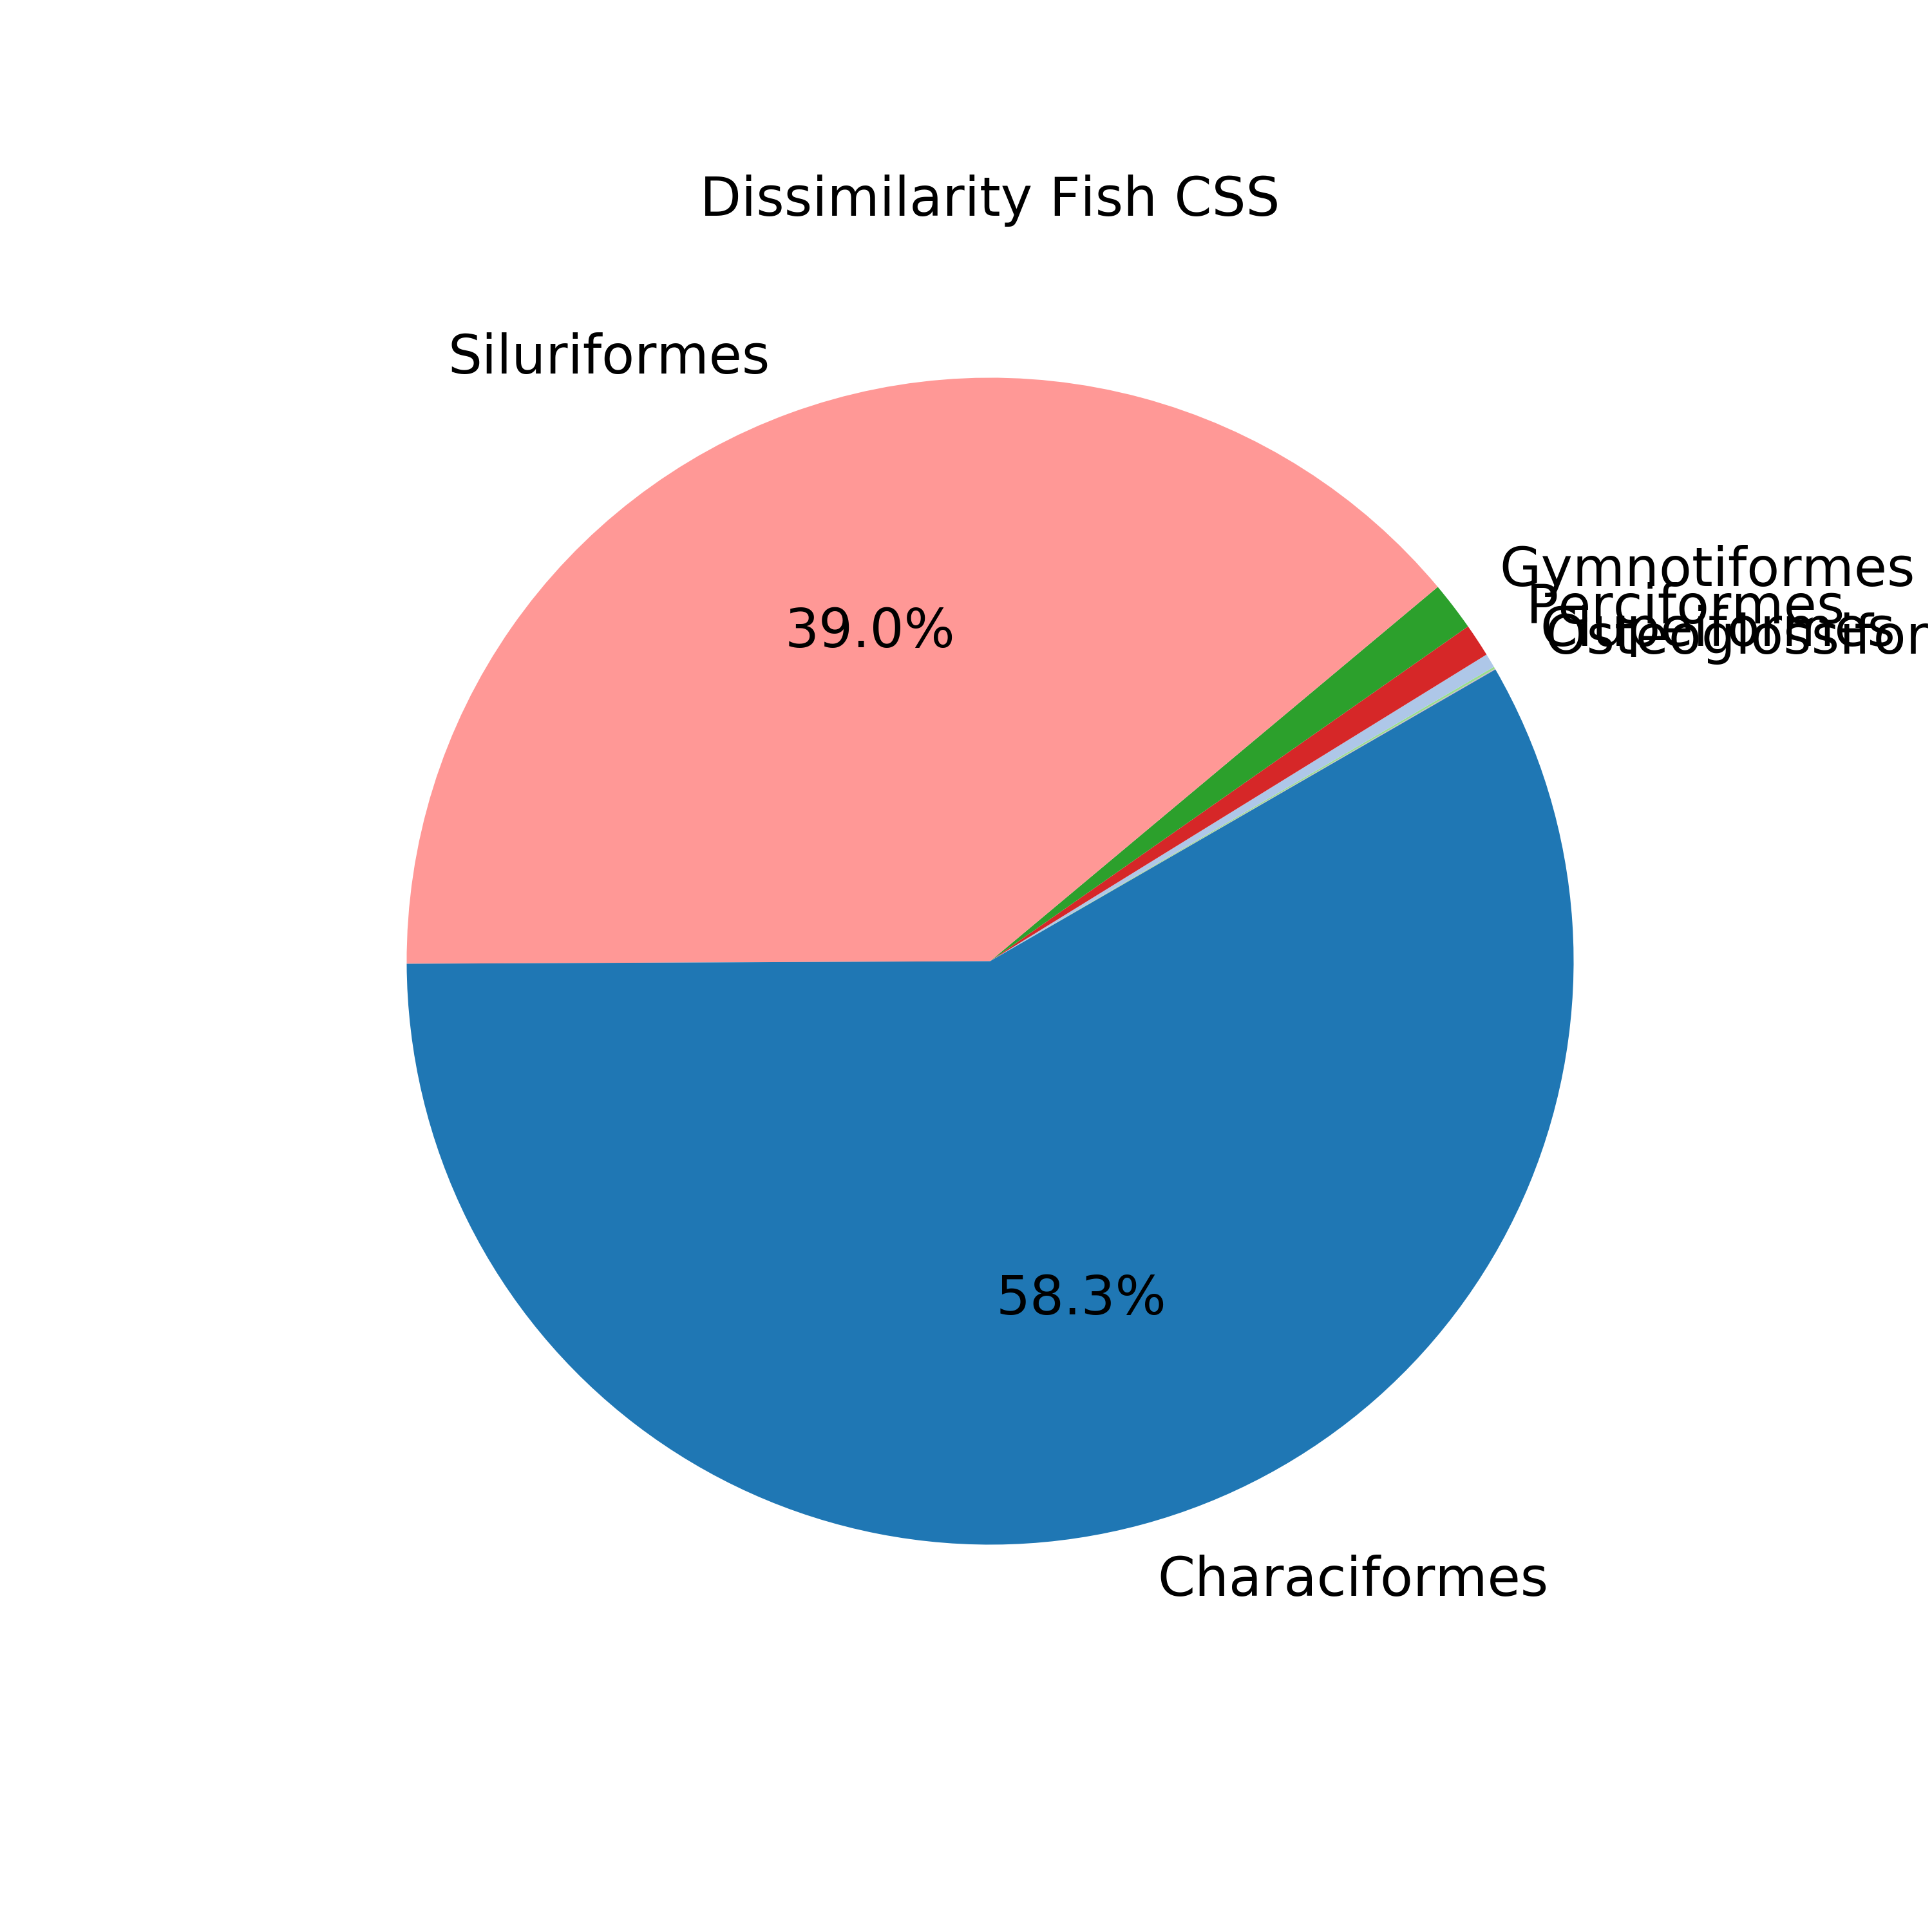 Dissimilarity Fish CSS
Siluriformes
Gymnotiformes
Perciformes
39.0%
58.3%
Characiformes